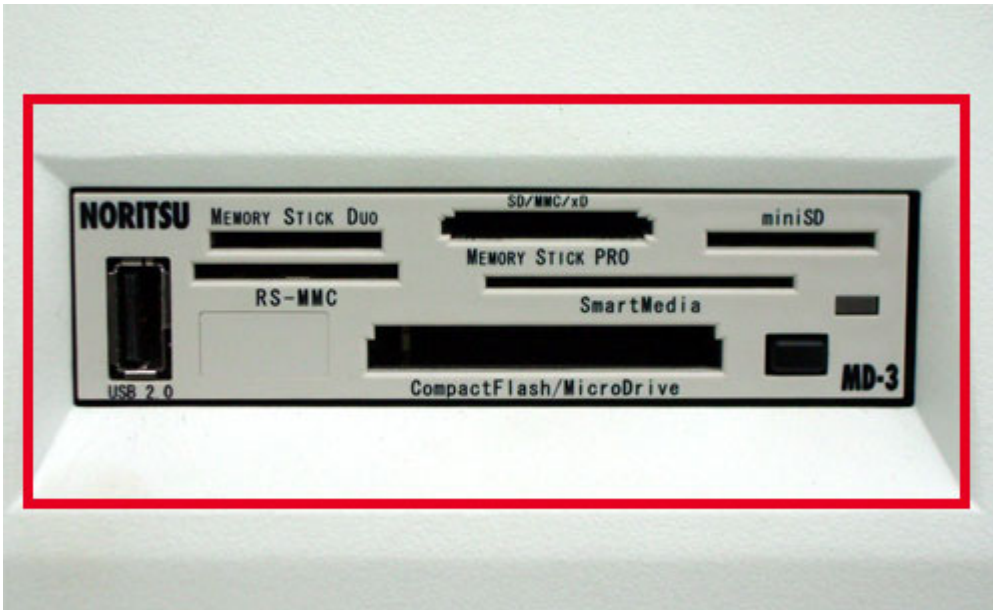 NORITSU
MEMORY STICK DUO
SD/MMC/xD
miniSD
MEMORY STICK PRO
RS-MMC
SmartMedia
USB 2.0
CompactFlash/MicroDrive
MD-3